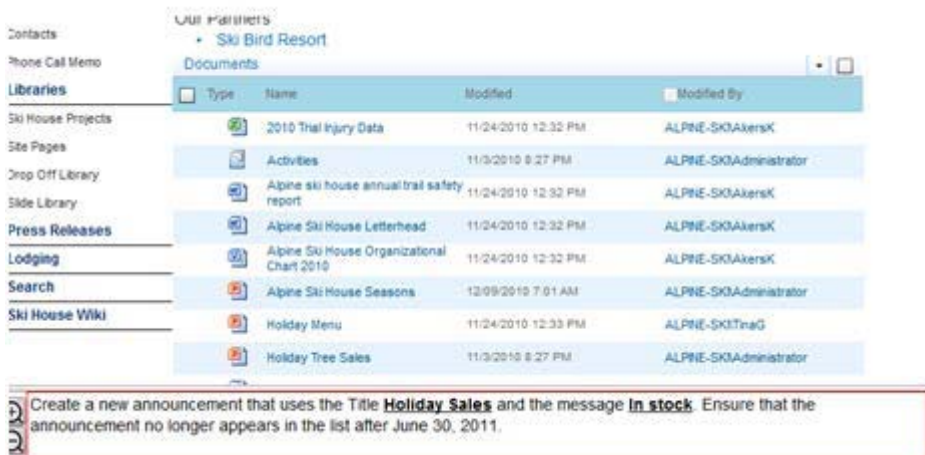 Contacts
Phone Call Memo
Libraries
Ski House Projects
Site Pages
Drop Off Library
Slide Library
Press Releases
Lodging
Search
Ski House Wiki
Our Partners
• Ski Bird Resort
Documents
Type Name Modified Modified By
2010 Trial Injury Data 11/24/2010 12:32 PM ALPINE-SKI\AkersK
Activities 11/3/2010 8:27 PM ALPINE-SKI\Administrator
Alpine ski house annual trail safety
report 11/24/2010 12:32 PM ALPINE-SKI\AkersK
Alpine Ski House Letterhead 11/24/2010 12:32 PM ALPINE-SKI\AkersK
Alpine Ski House Organizational
Chart 2010 11/24/2010 12:32 PM ALPINE-SKI\AkersK
Alpine Ski House Seasons 12/09/2010 7:01 AM ALPINE-SKI\Administrator
Holiday Menu 11/24/2010 12:33 PM ALPINE-SKI\TinaG
Holiday Tree Sales 11/3/2010 8:27 PM ALPINE-SKI\Administrator
Create a new announcement that uses the Title Holiday Sales and the message In stock. Ensure that the
announcement no longer appears in the list after June 30, 2011.